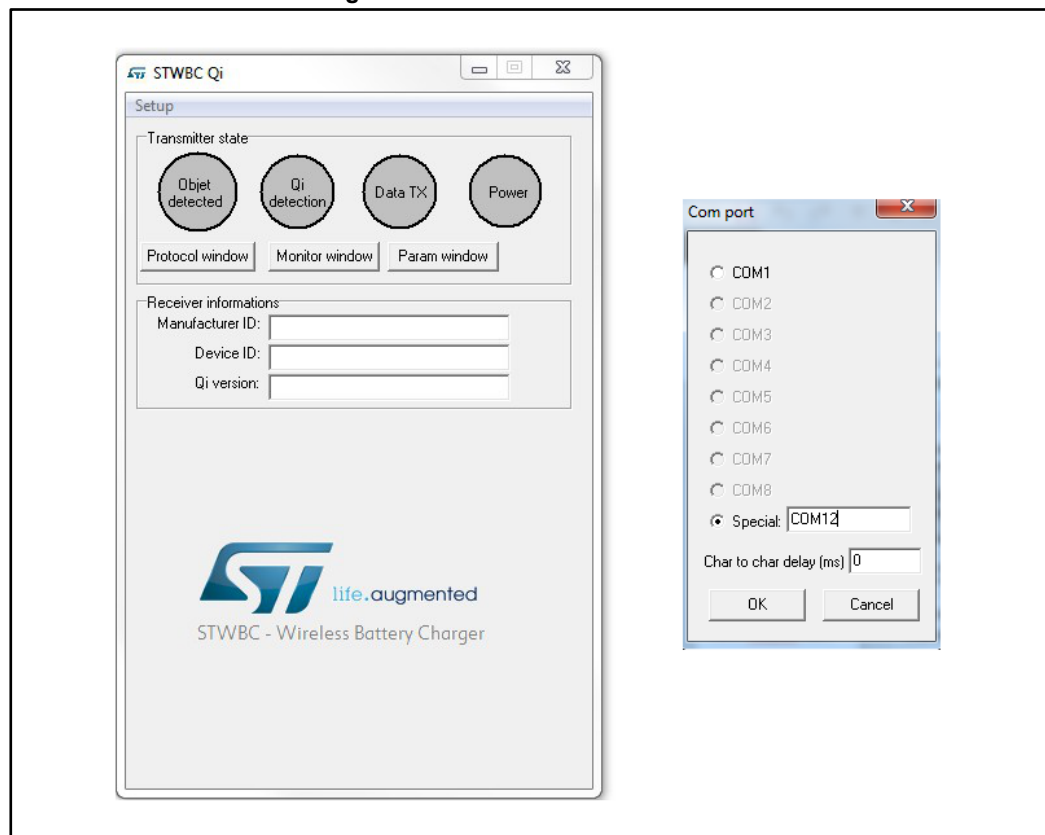 STWBC Qi
Setup
Transmitter state
Objet
detected
Qi
detection
Data TX
Power
Protocol window
Monitor window
Param window
Receiver informations
Manufacturer ID:
Device ID:
Qi version:
ST
life.augmented
STWBC - Wireless Battery Charger
Com port
COM1
COM2
COM3
COM4
COM5
COM6
COM7
COM8
Special: COM12
Char to char delay (ms) 0
OK
Cancel